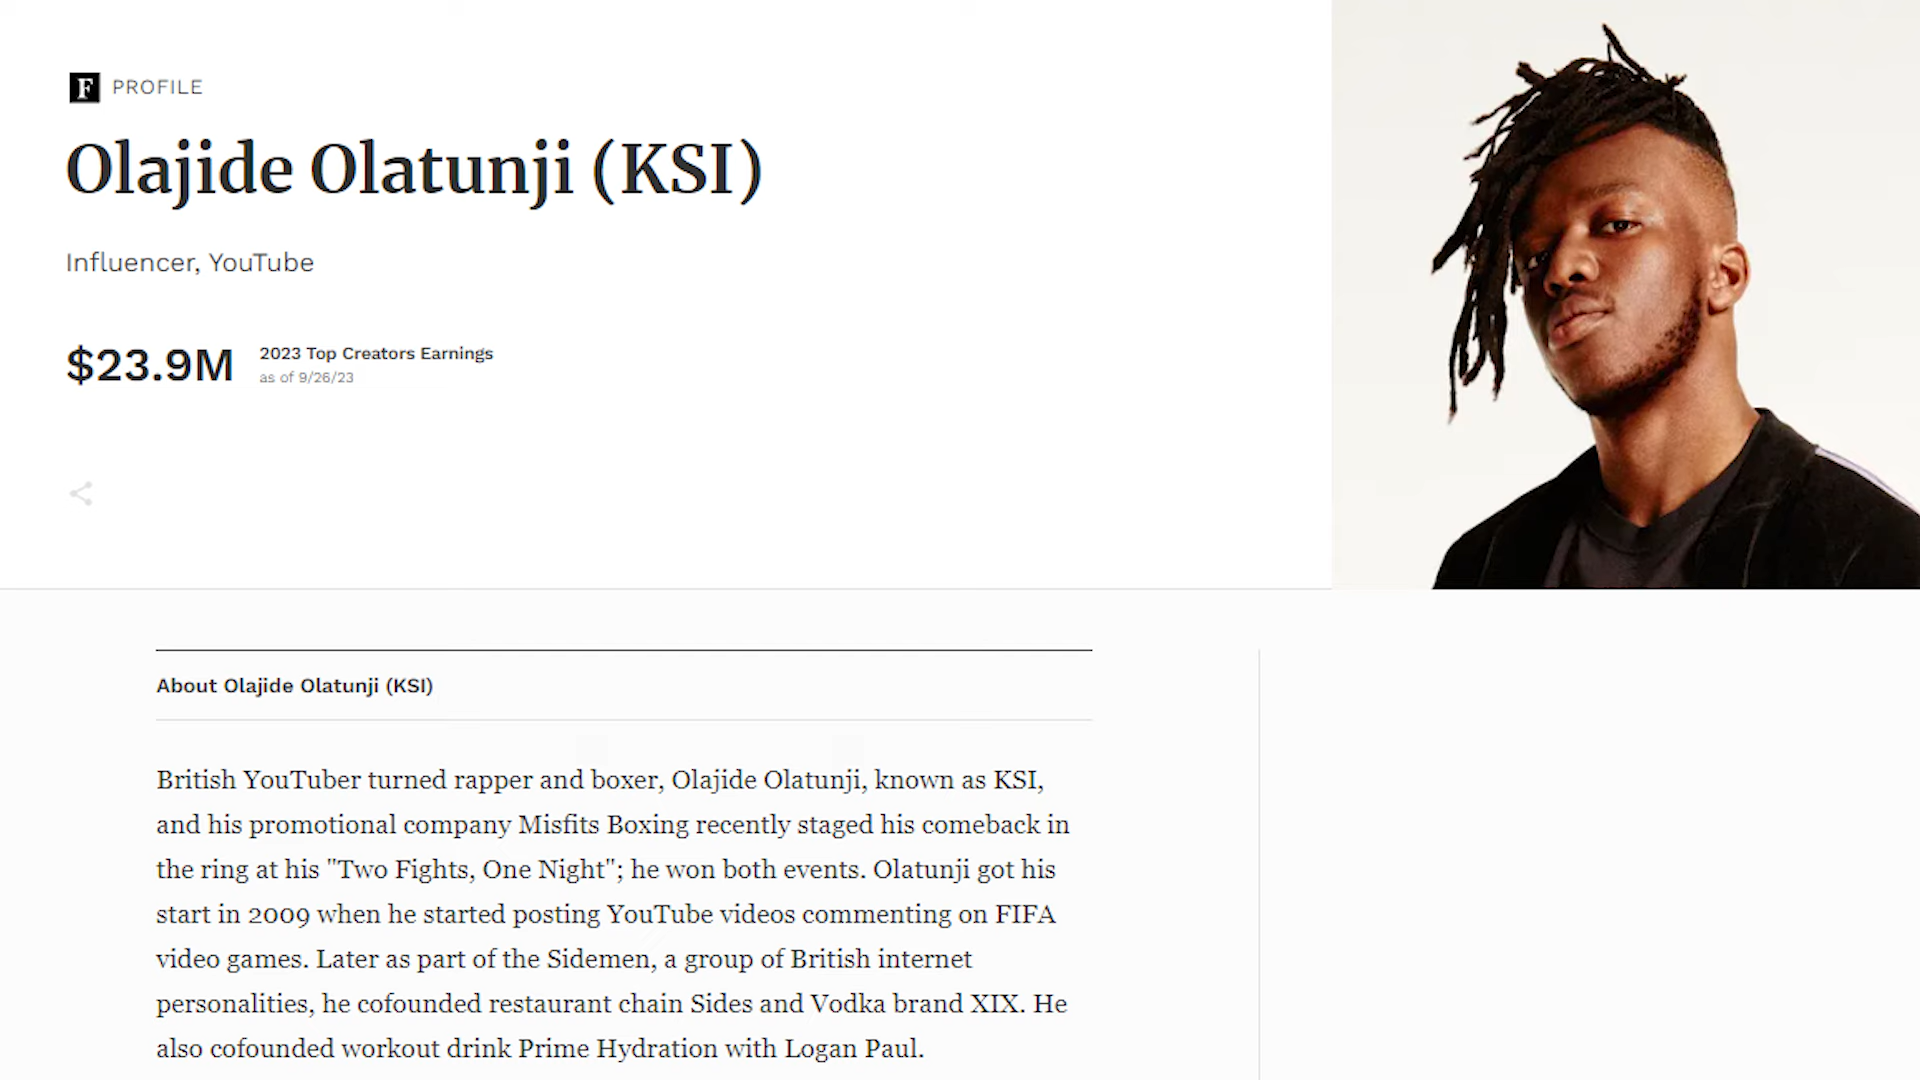 F PROFILE
Olajide Olatunji (KSI)
Influencer, YouTube
$23.9M
2023 Top Creators Earnings
as of 9/26/23
About Olajide Olatunji (KSI)
British YouTuber turned rapper and boxer, Olajide Olatunji, known as KSI,
and his promotional company Misfits Boxing recently staged his comeback in
the ring at his "Two Fights, One Night"; he won both events. Olatunji got his
start in 2009 when he started posting YouTube videos commenting on FIFA
video games. Later as part of the Sidemen, a group of British internet
personalities, he cofounded restaurant chain Sides and Vodka brand XIX. He
also cofounded workout drink Prime Hydration with Logan Paul.